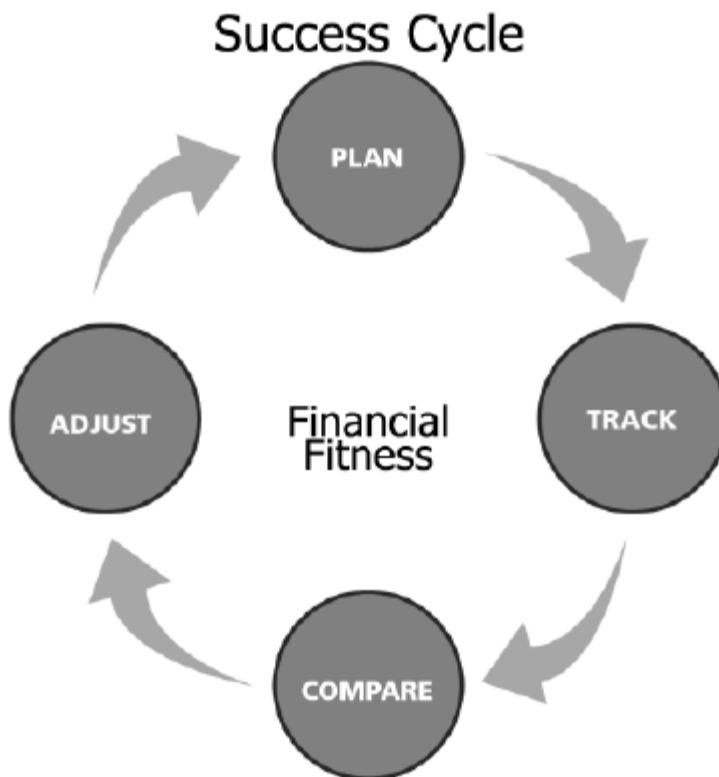 Success Cycle
PLAN
TRACK
COMPARE
ADJUST
Financial
Fitness